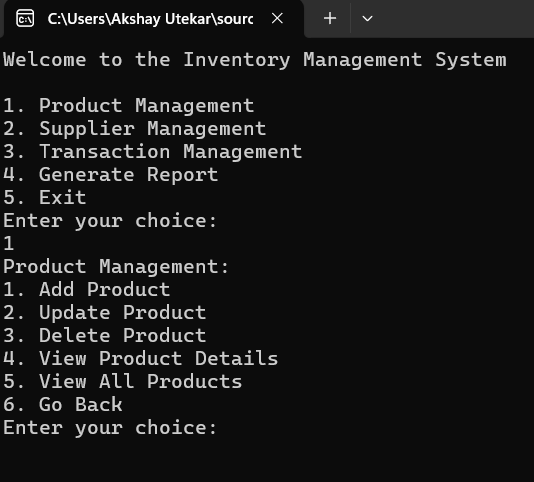 C:\Users\Akshay Utekar\sourc
Welcome to the Inventory Management System
1. Product Management
2. Supplier Management
3. Transaction Management
4. Generate Report
5. Exit
Enter your choice:
1
Product Management:
1. Add Product
2. Update Product
3. Delete Product
4. View Product Details
5. View All Products
6. Go Back
Enter your choice: